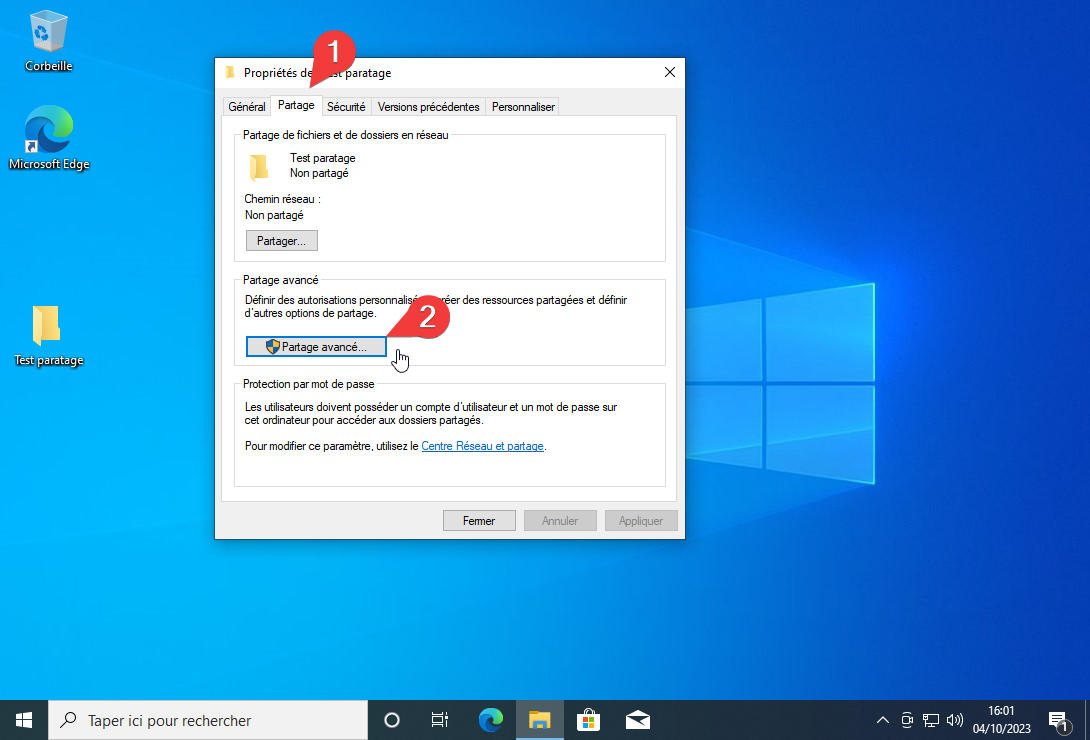 Corbeille
Microsoft Edge
Test paratage
1
Propriétés de Test paratage
Général
Partage
Sécurité
Versions précédentes
Personnaliser
Partage de fichiers et de dossiers en réseau
Test paratage
Non partagé
Chemin réseau :
Non partagé
Partager...
Partage avancé
Définir des autorisations personnalisé créer des ressources partagées et définir
d'autres options de partage.
2
Partage avancé...
Protection par mot de passe
Les utilisateurs doivent posséder un compte d'utilisateur et un mot de passe sur
cet ordinateur pour accéder aux dossiers partagés.
Pour modifier ce paramètre, utilisez le Centre Réseau et partage.
Fermer
Annuler
Appliquer
Taper ici pour rechercher
16:01
04/10/2023
1